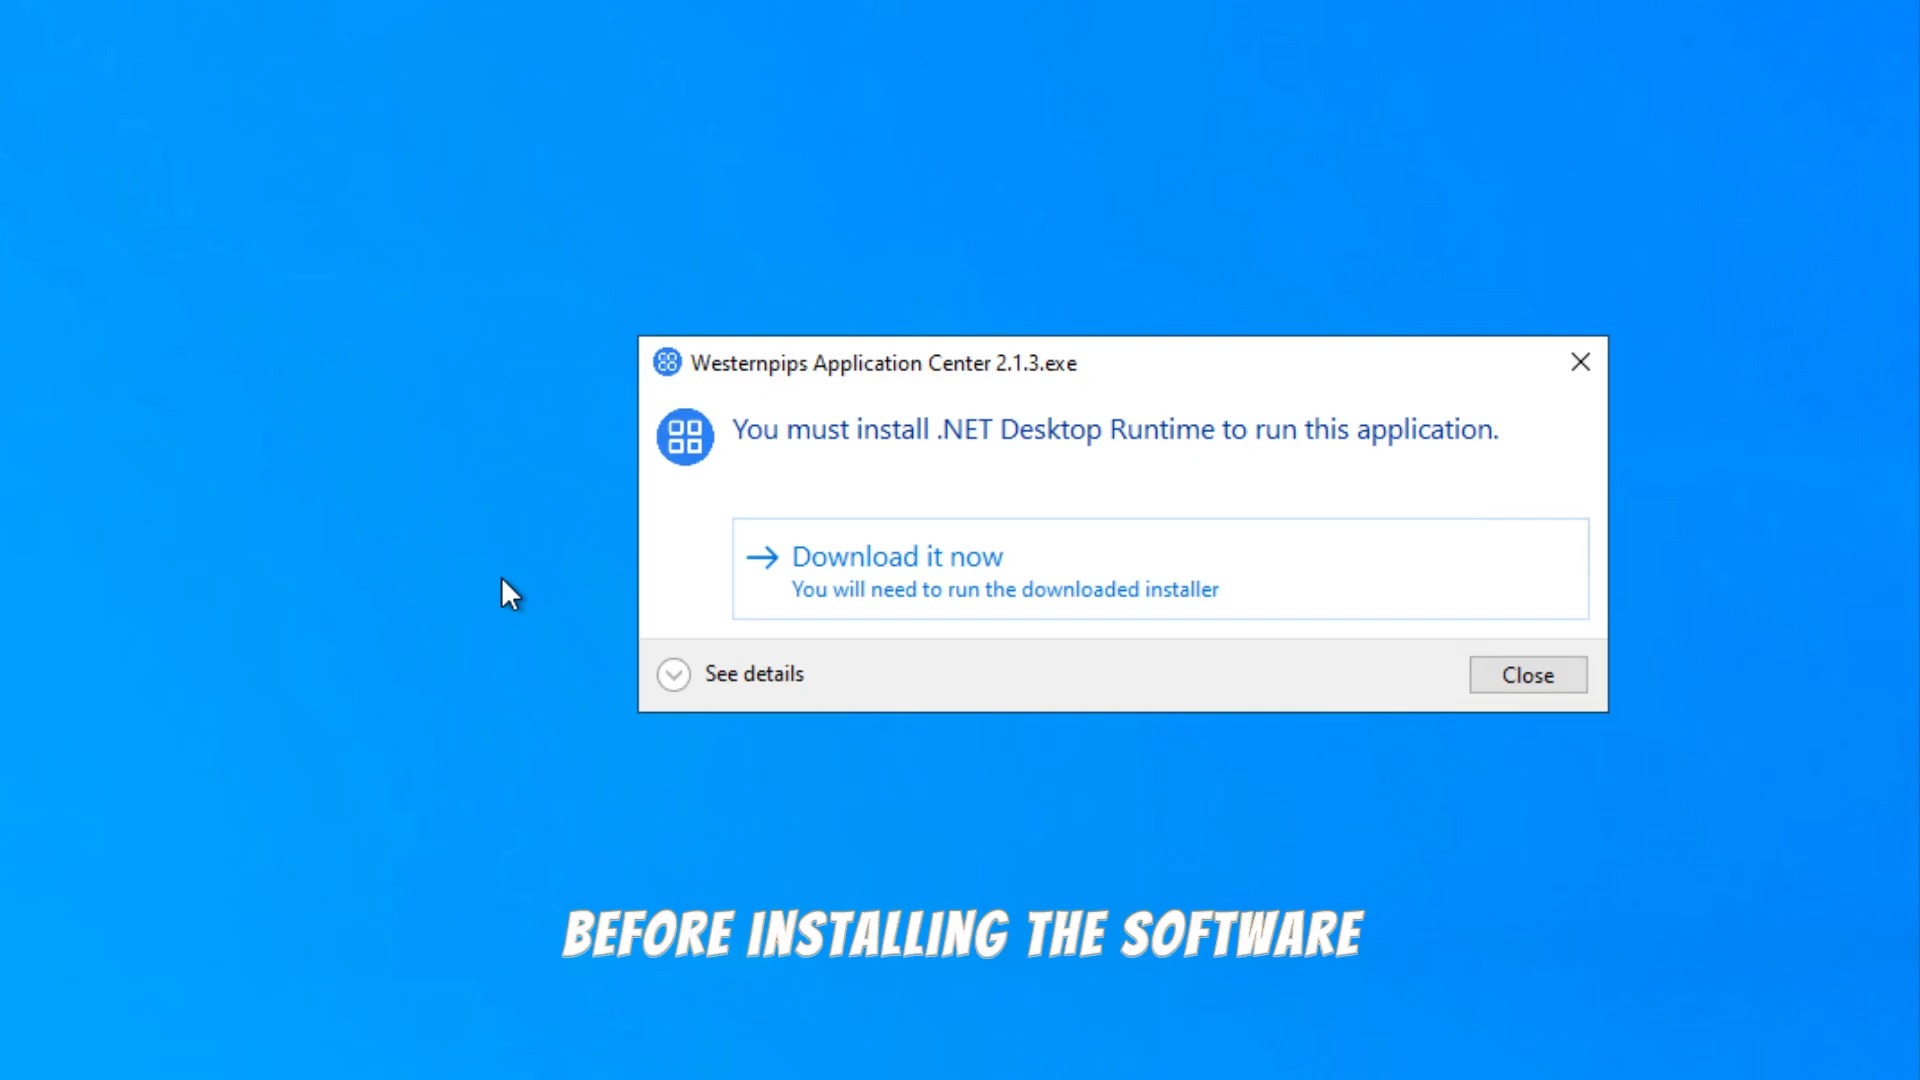 Westernpips Application Center 2.1.3.exe
You must install .NET Desktop Runtime to run this application.
Download it now
You will need to run the downloaded installer
See details
Close
BEFORE INSTALLING THE SOFTWARE